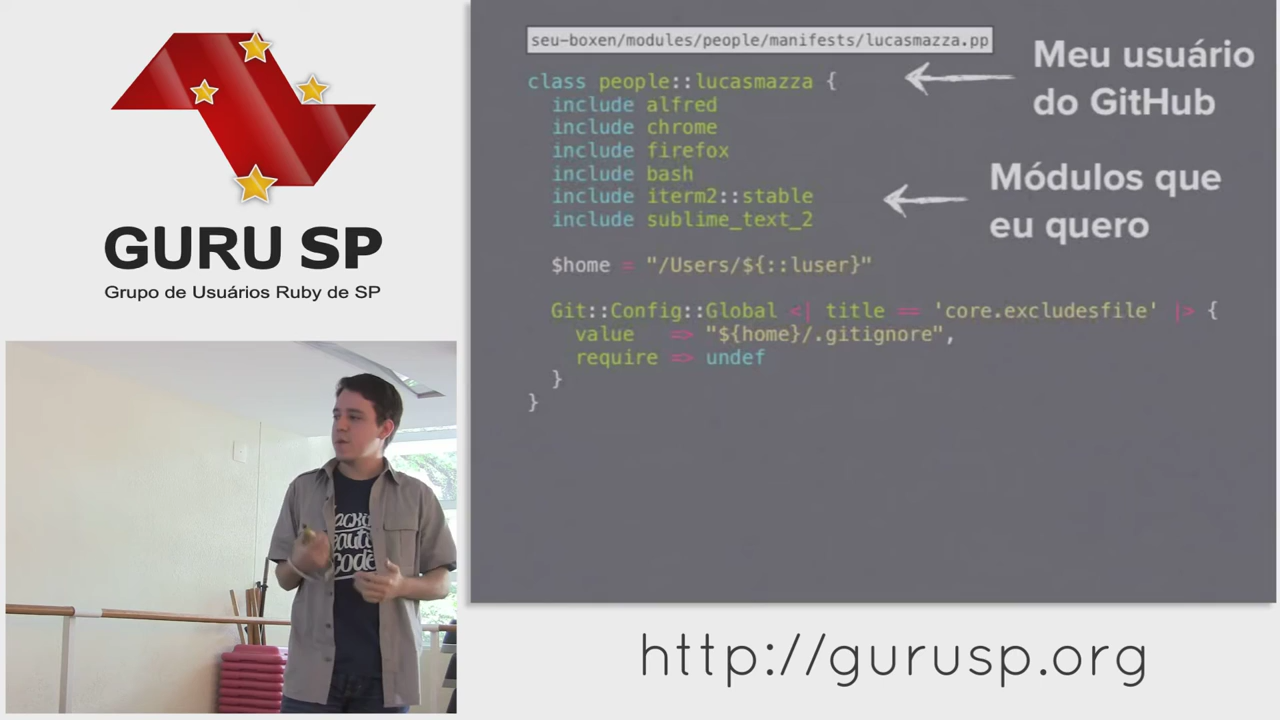 GURU SP
Grupo de Usuários Ruby de SP
seu-boxen/modules/people/manifests/lucasmazza.pp
class people::lucasmazza {
include alfred
include chrome
include firefox
include bash
include iterm2::stable
include sublime_text_2
$home = "/Users/${::luser}"
Git::Config::Global <| title == 'core.excludesfile' |> {
value => "${home}/.gitignore",
require => undef
}
}
Meu usuário
do GitHub
Módulos que
eu quero
Code
http://gurusp.org